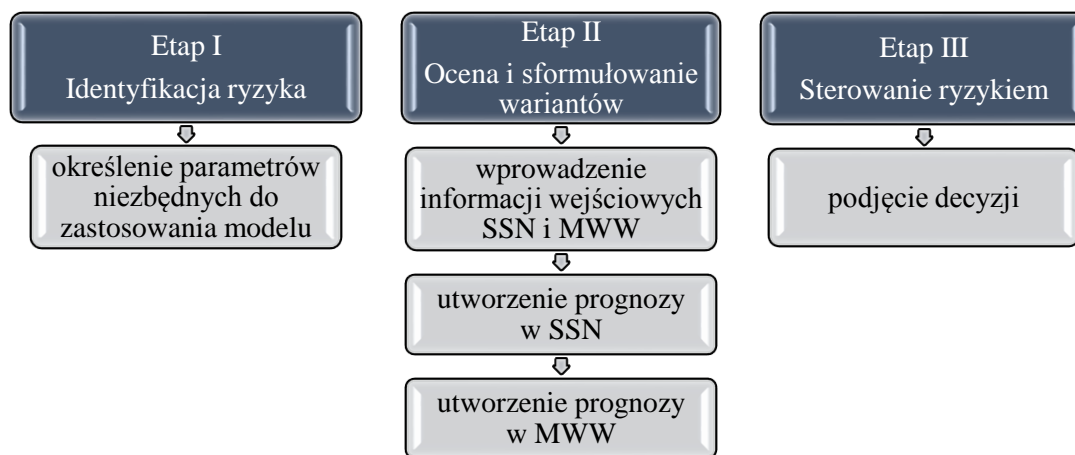 Etap I
Identyfikacja ryzyka
określenie parametrów
niezbędnych do
zastosowania modelu
Etap II
Ocena i sformułowanie
wariantów
wprowadzenie
informacji wejściowych
SSN i MWW
utworzenie prognozy
w SSN
utworzenie prognozy
w MWW
Etap III
Sterowanie ryzykiem
podjęcie decyzji